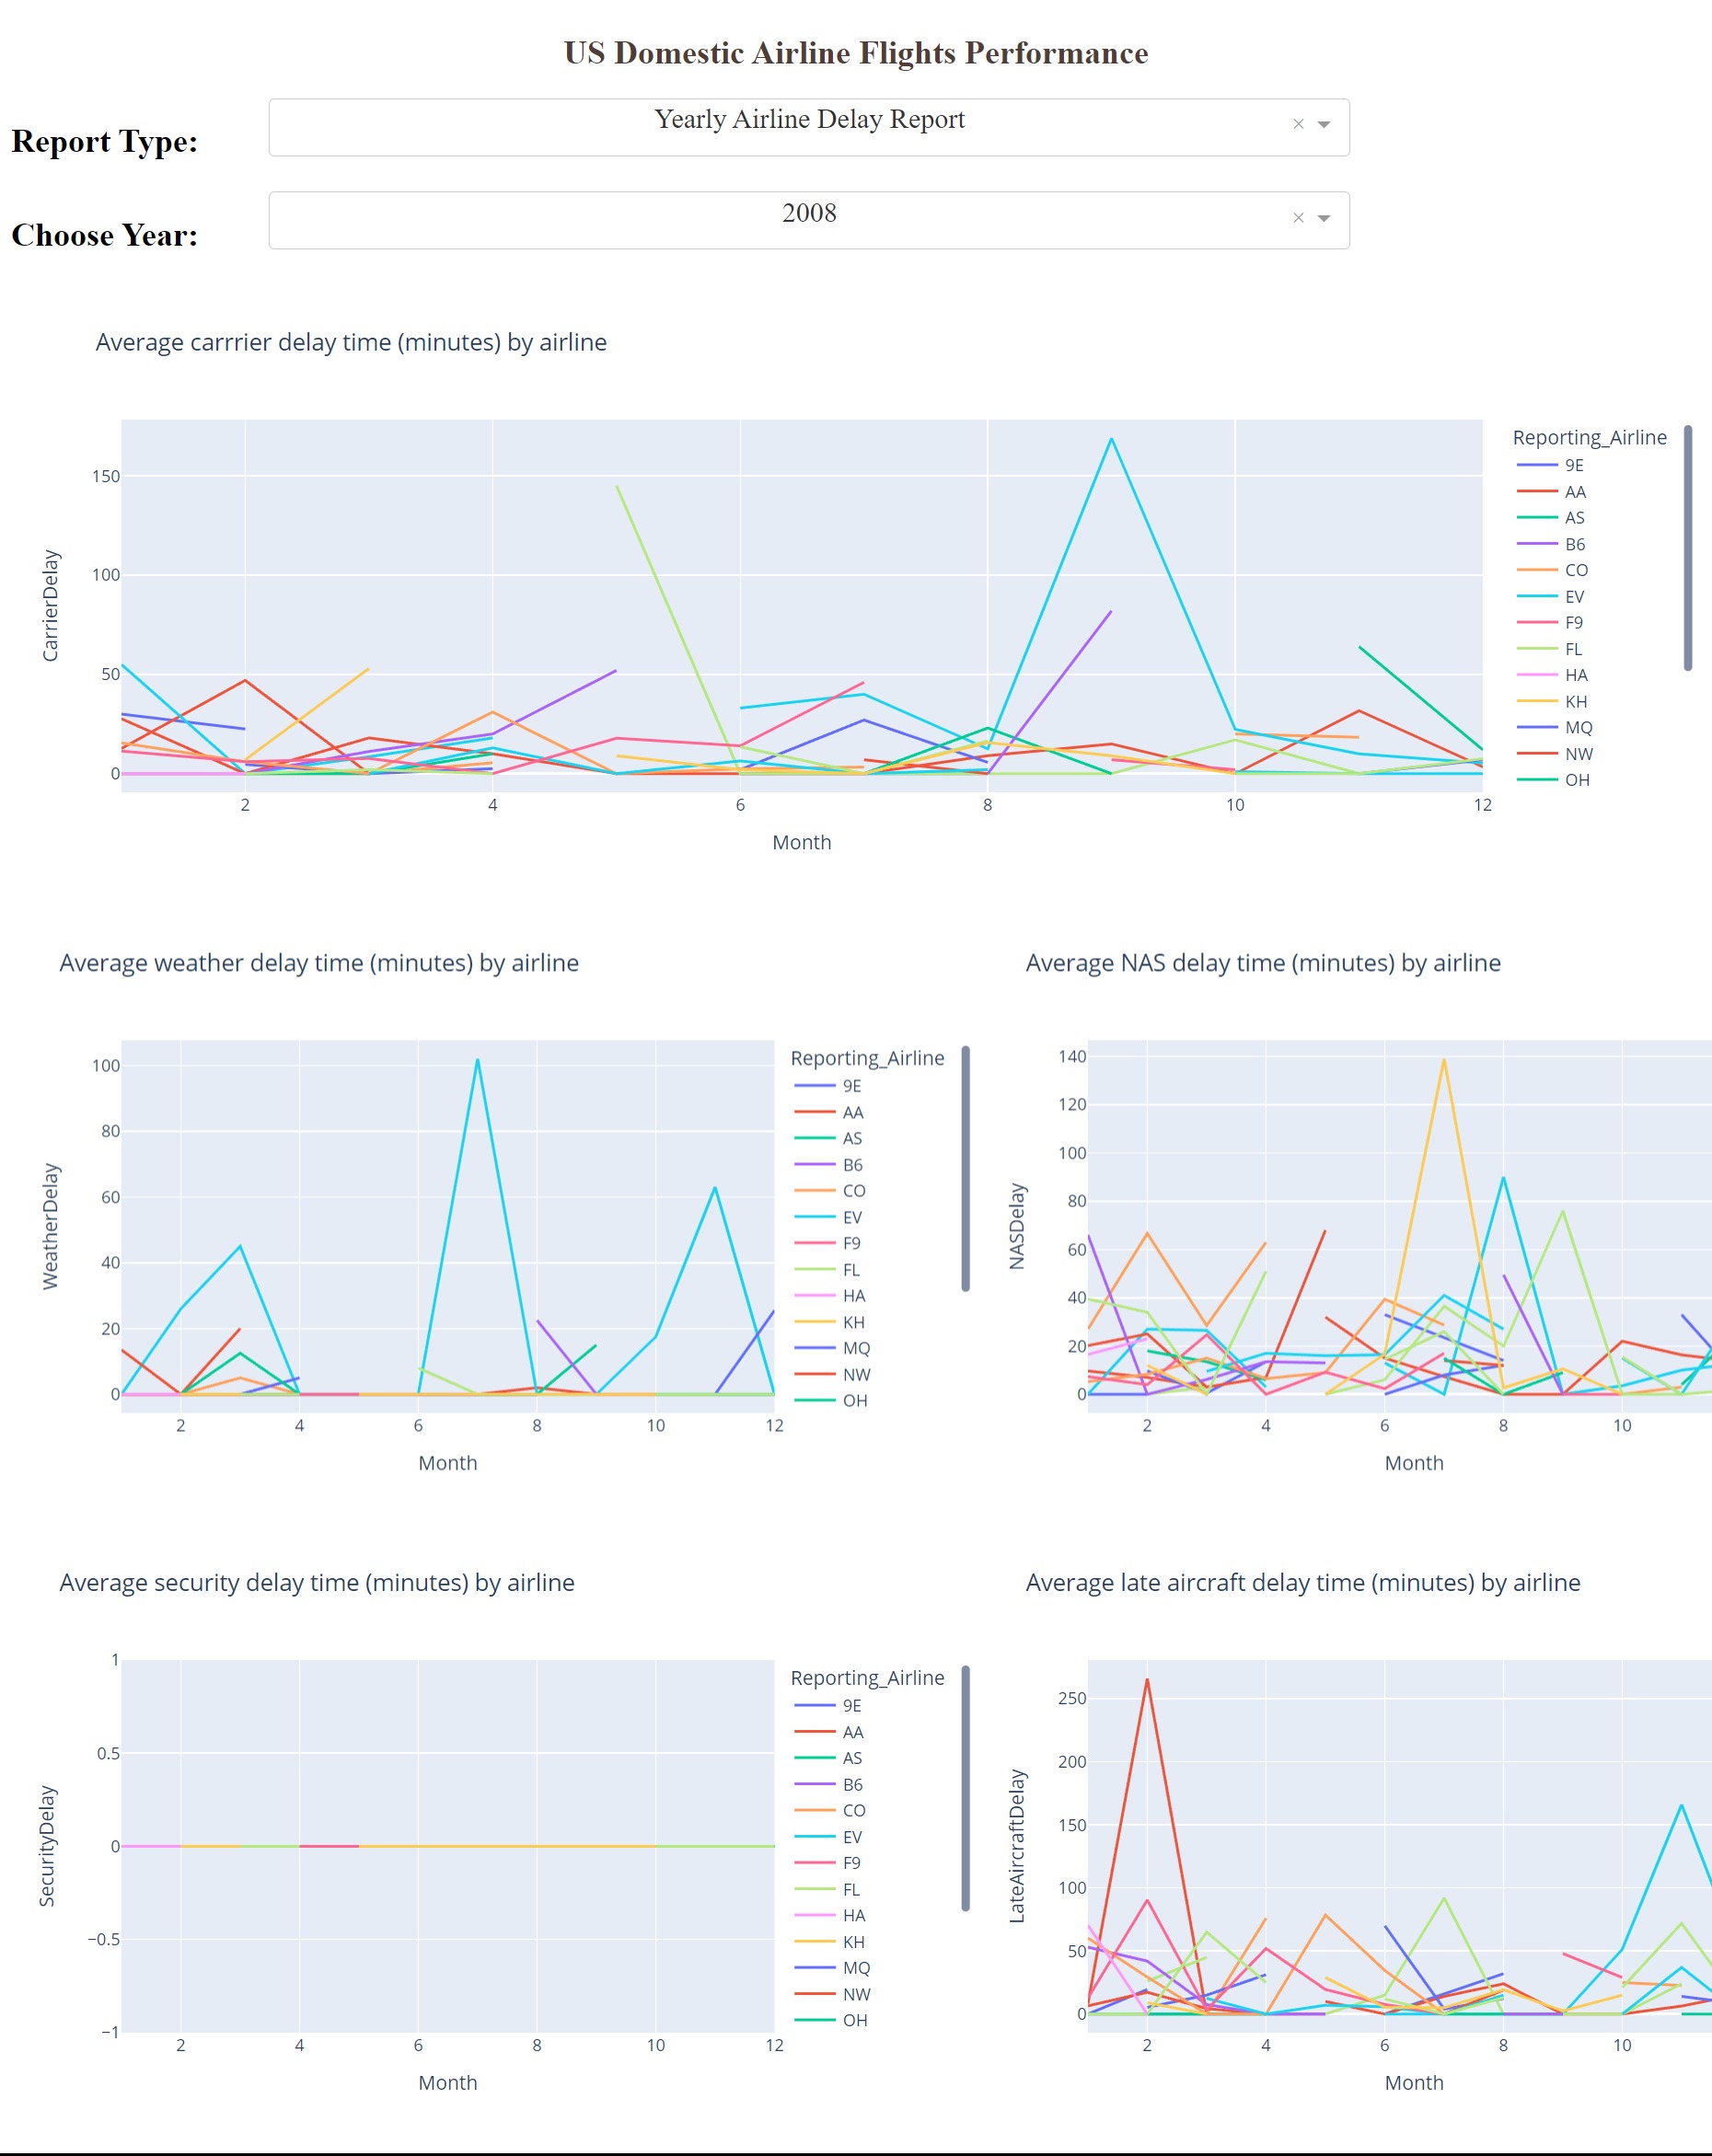 US Domestic Airline Flights Performance
Report Type:
Yearly Airline Delay Report
×
Choose Year:
2008
×
Average carrrier delay time (minutes) by airline
CarrierDelay
150
100
50
0
2
4
6
8
10
12
Month
Reporting_Airline
9E
AA
AS
B6
CO
EV
F9
FL
HA
KH
MQ
NW
OH
Average weather delay time (minutes) by airline
WeatherDelay
100
80
60
40
20
0
2
4
6
8
10
12
Month
Reporting_Airline
9E
AA
AS
B6
CO
EV
F9
FL
HA
KH
MQ
NW
OH
Average NAS delay time (minutes) by airline
NASDelay
140
120
100
80
60
40
20
0
2
4
6
8
10
Month
Average security delay time (minutes) by airline
SecurityDelay
1
0.5
0
−0.5
−1
2
4
6
8
10
12
Month
Reporting_Airline
9E
AA
AS
B6
CO
EV
F9
FL
HA
KH
MQ
NW
OH
Average late aircraft delay time (minutes) by airline
LateAircraftDelay
250
200
150
100
50
0
2
4
6
8
10
Month